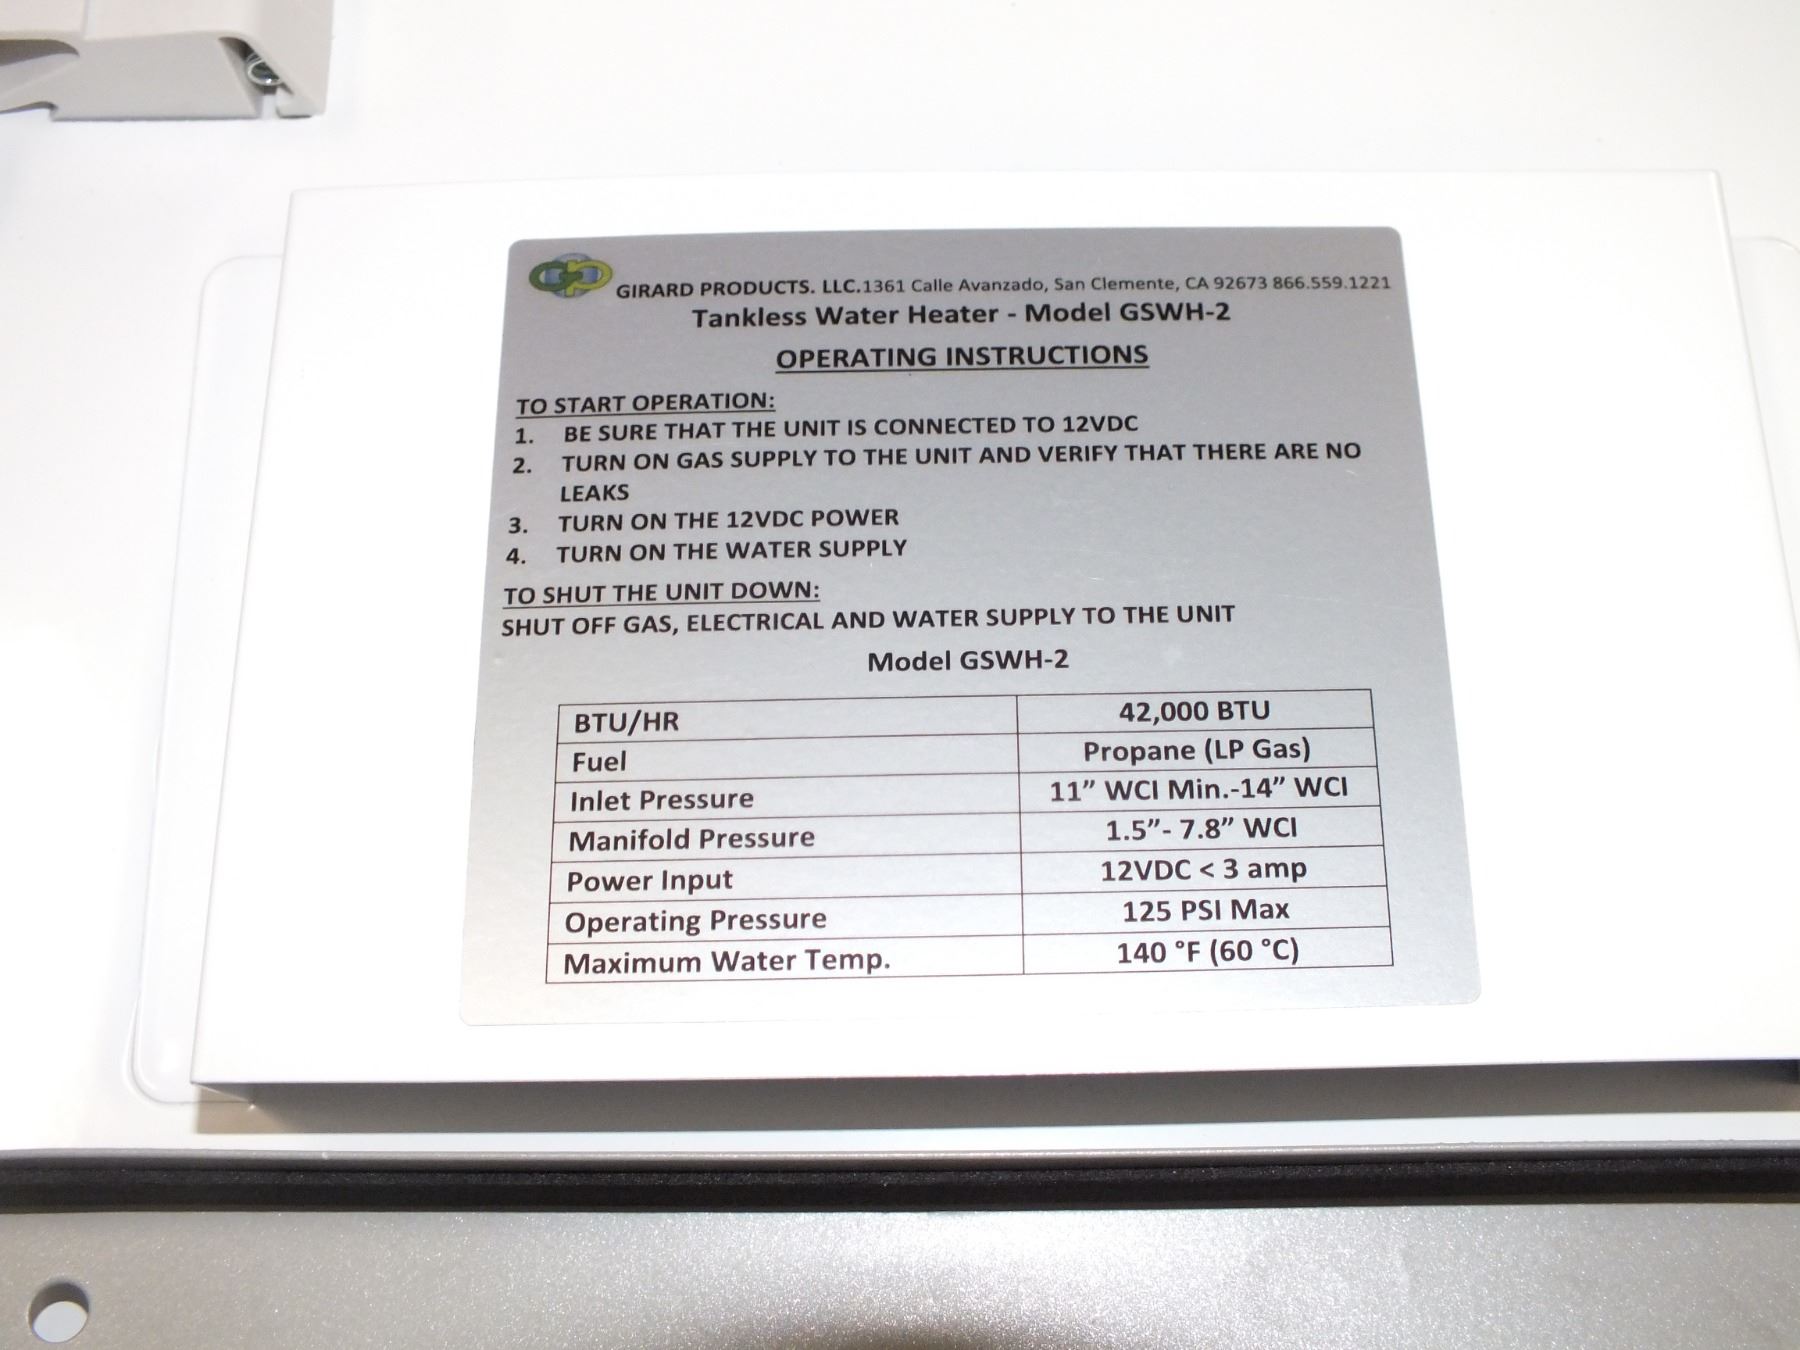 GP
GIRARD PRODUCTS. LLC.1361 Calle Avanzado, San Clemente, CA 92673 866.559.1221
Tankless Water Heater - Model GSWH-2
OPERATING INSTRUCTIONS
TO START OPERATION:
1. BE SURE THAT THE UNIT IS CONNECTED TO 12VDC
2. TURN ON GAS SUPPLY TO THE UNIT AND VERIFY THAT THERE ARE NO
LEAKS
3. TURN ON THE 12VDC POWER
4. TURN ON THE WATER SUPPLY
TO SHUT THE UNIT DOWN:
SHUT OFF GAS, ELECTRICAL AND WATER SUPPLY TO THE UNIT
Model GSWH-2
BTU/HR 42,000 BTU
Fuel Propane (LP Gas)
Inlet Pressure 11” WCI Min.-14” WCI
Manifold Pressure 1.5”- 7.8” WCI
Power Input 12VDC < 3 amp
Operating Pressure 125 PSI Max
Maximum Water Temp. 140 °F (60 °C)